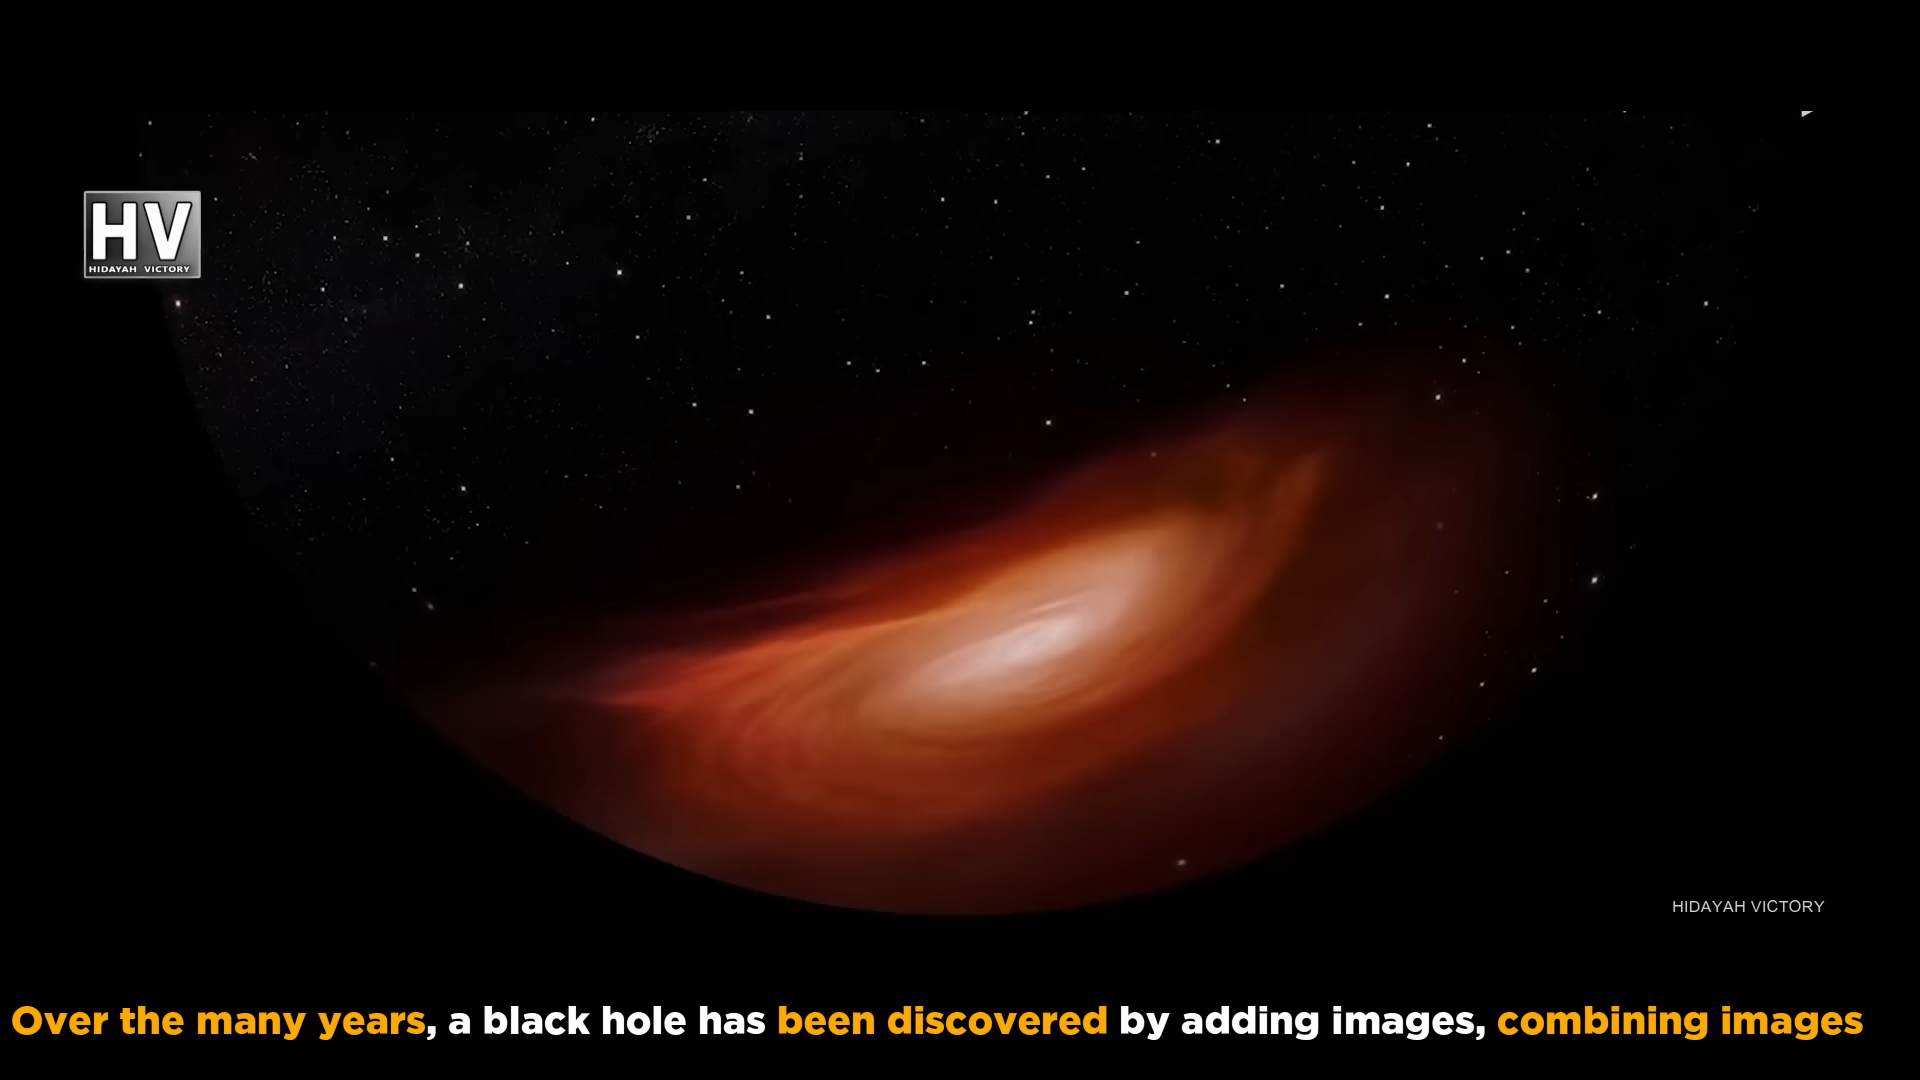 HV
HIDAYAH VICTORY
HIDAYAH VICTORY
Over the many years, a black hole has been discovered by adding images, combining images